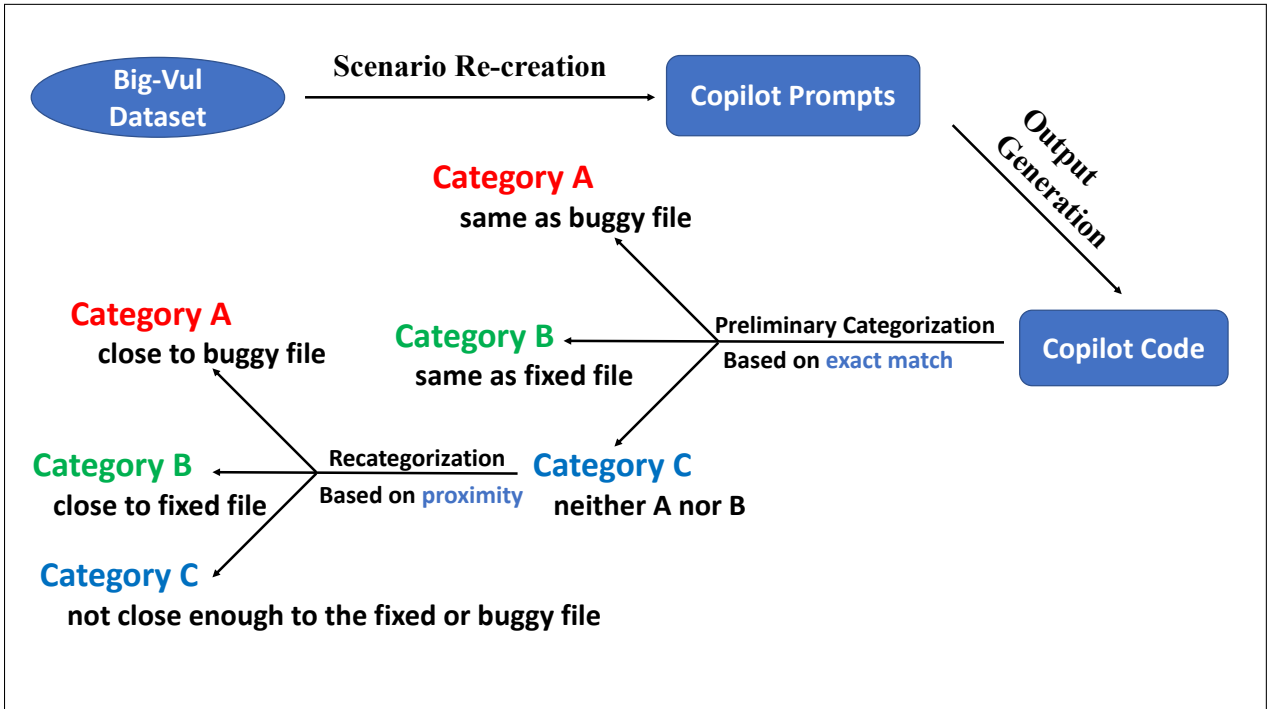 Big-Vul
Dataset
Scenario Re-creation
Copilot Prompts
Output
Generation
Category A
same as buggy file
Category A
close to buggy file
Category B
same as fixed file
Preliminary Categorization
Based on exact match
Copilot Code
Category B
close to fixed file
Recategorization
Based on proximity
Category C
neither A nor B
Category C
not close enough to the fixed or buggy file